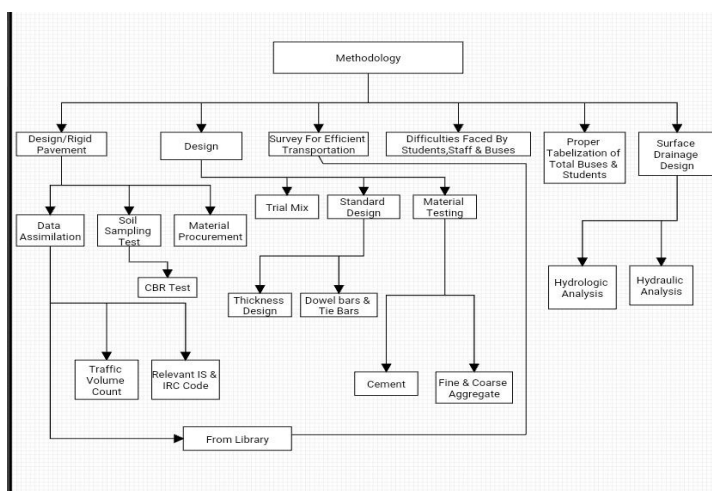 Methodology
Design/Rigid
Pavement
Design
Survey For Efficient
Transportation
Difficulties Faced By
Students,Staff & Buses
Proper
Tabelization of
Total Buses &
Students
Surface
Drainage
Design
Data
Assimilation
Soil
Sampling
Test
Material
Procurement
Trial Mix
Standard
Design
Material
Testing
CBR Test
Thickness
Design
Dowel bars &
Tie Bars
Hydrologic
Analysis
Hydraulic
Analysis
Traffic
Volume
Count
Relevant IS &
IRC Code
Cement
Fine & Coarse
Aggregate
From Library